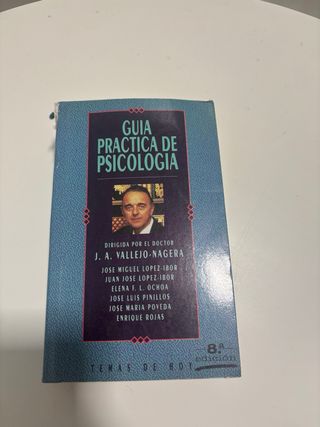 GUIA
PRACTICA DE
PSICOLOGIA
DIRIGIDA POR EL DOCTOR
J. A. VALLEJO-NAGERA
JOSE MIGUEL LOPEZ-IBOR
JUAN JOSE LOPEZ-IBOR
ELENA F. L. OCHOA
JOSE LUIS PINILLOS
JOSE MARIA POVEDA
ENRIQUE ROJAS
8.ª
edición
TEMAS DE HOY